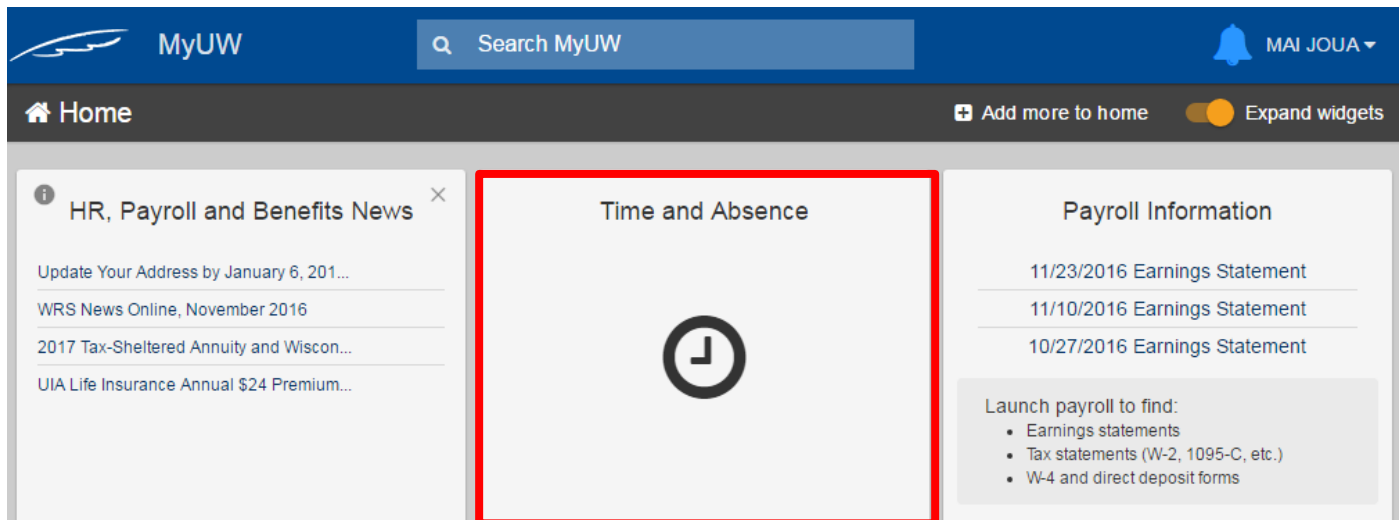 MyUW
Search MyUW
MAI JOUA
Home
Add more to home
Expand widgets
HR, Payroll and Benefits News
Update Your Address by January 6, 201...
WRS News Online, November 2016
2017 Tax-Sheltered Annuity and Wiscon...
UIA Life Insurance Annual $24 Premium...
Time and Absence
Payroll Information
11/23/2016 Earnings Statement
11/10/2016 Earnings Statement
10/27/2016 Earnings Statement
Launch payroll to find:
• Earnings statements
• Tax statements (W-2, 1095-C, etc.)
• W-4 and direct deposit forms